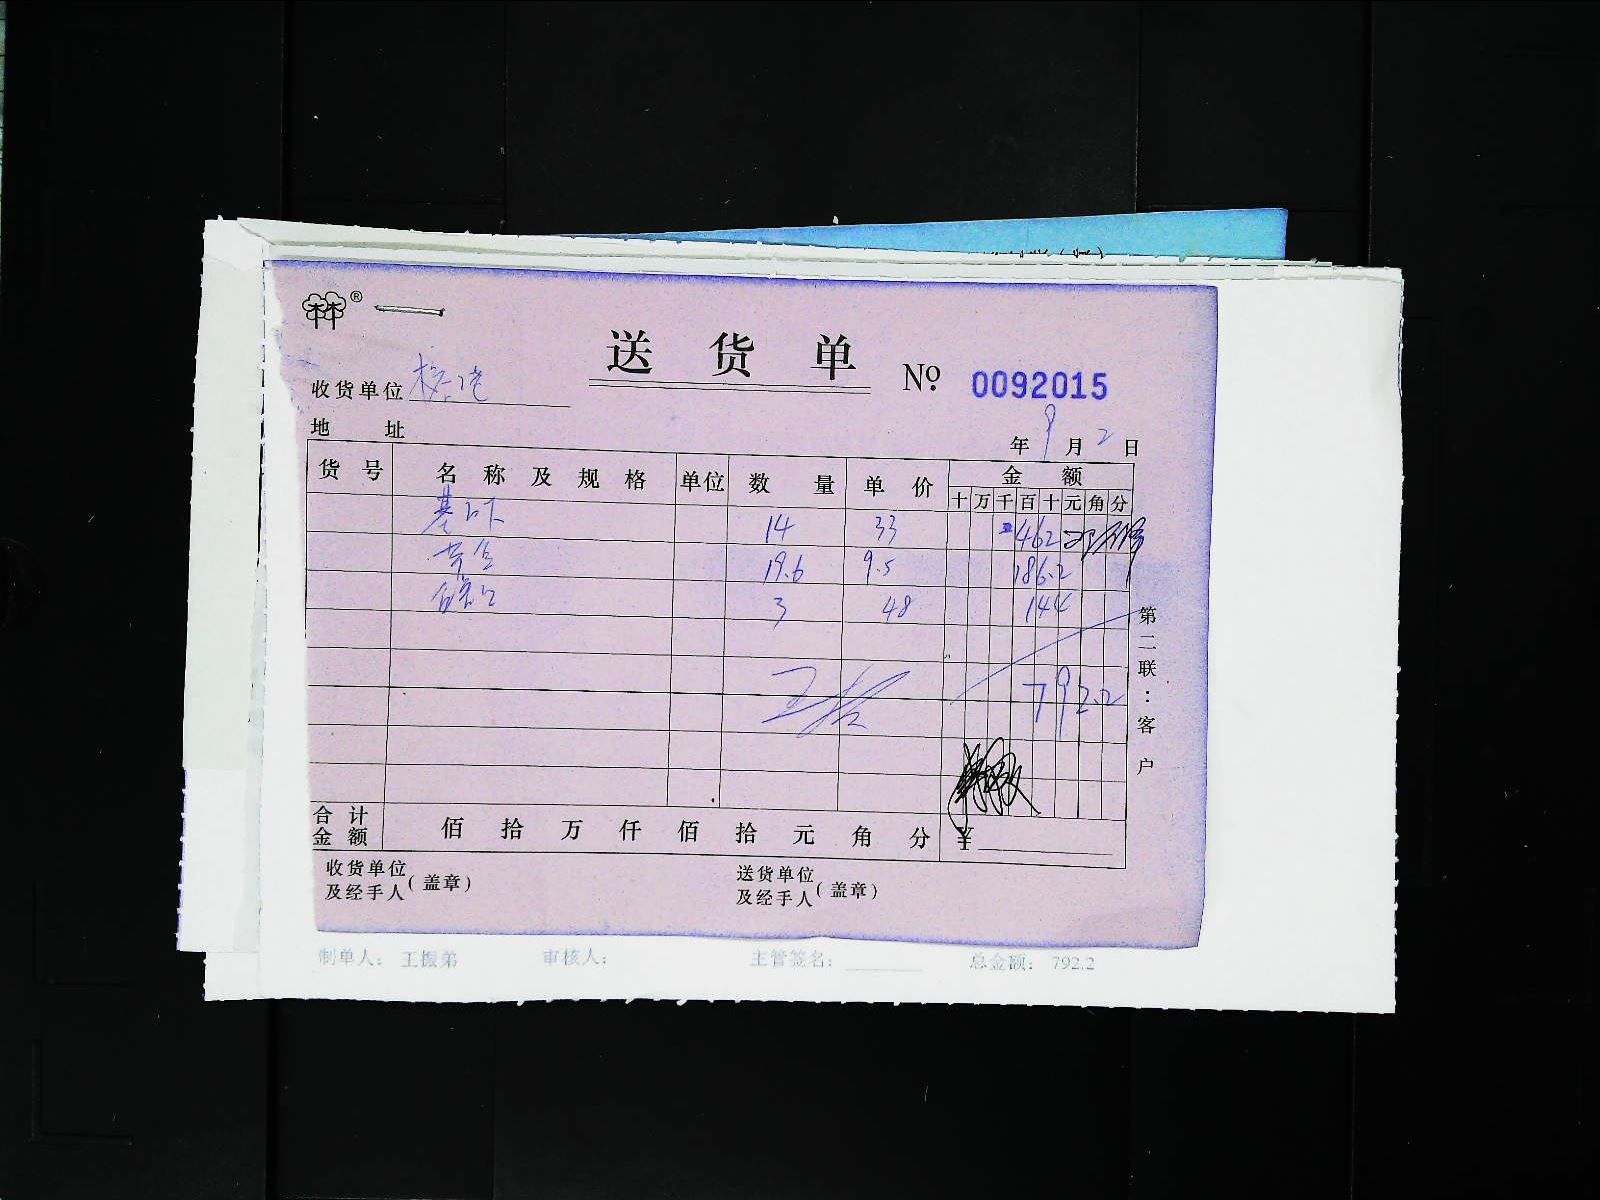 林®
送货单 № 0092015
收货单位
地址 年9月2日
货号 名称及规格 单位 数量 单价 金额
十万千百十元角分
14 33 462
19.6 9.5 186.2
3 48 144
792.2
第二联：客户
合计金额 佰拾万仟佰拾元角分 ¥
收货单位及经手人(盖章) 送货单位及经手人(盖章)
制单人： 王振弟 审核人： 主管签名： 总金额： 792.2